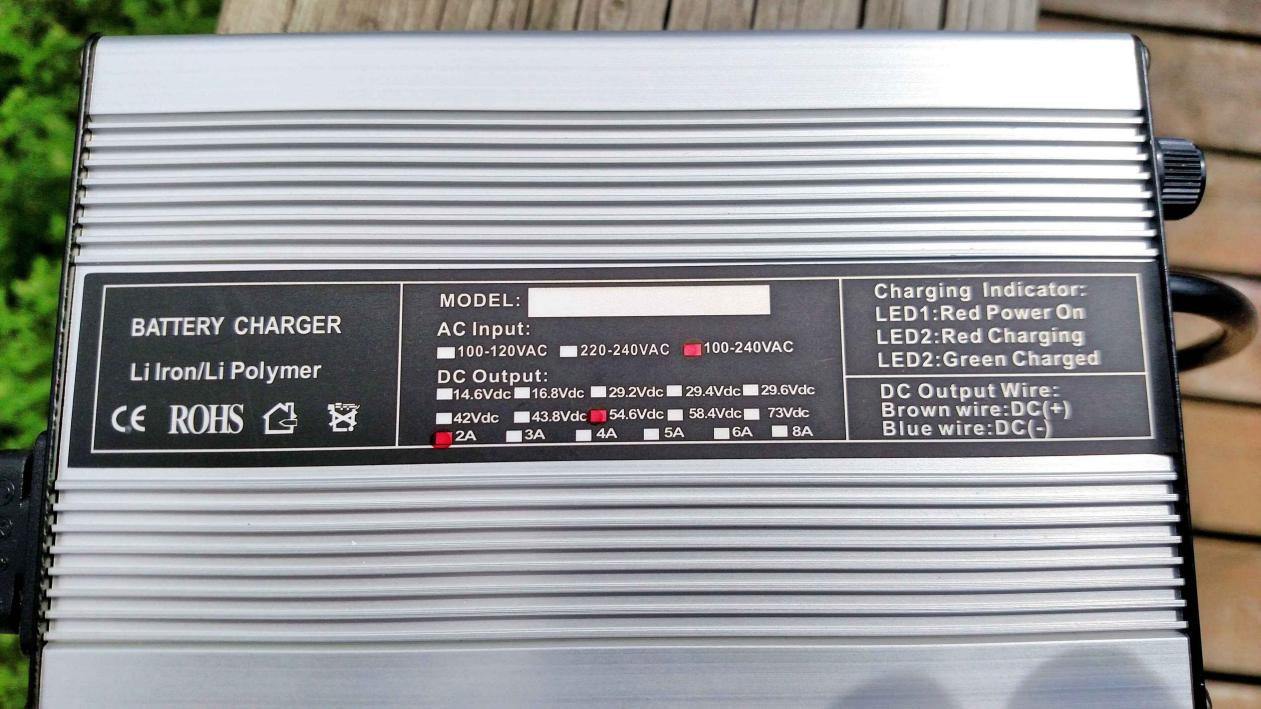 BATTERY CHARGER
Li Iron/Li Polymer
CE ROHS
MODEL:
AC Input:
100-120VAC 220-240VAC 100-240VAC
DC Output:
14.6Vdc 16.8Vdc 29.2Vdc 29.4Vdc 29.6Vdc
42Vdc 43.8Vdc 54.6Vdc 58.4Vdc 73Vdc
2A 3A 4A 5A 6A 8A
Charging Indicator:
LED1:Red Power On
LED2:Red Charging
LED2:Green Charged
DC Output Wire:
Brown wire:DC(+)
Blue wire:DC(-)